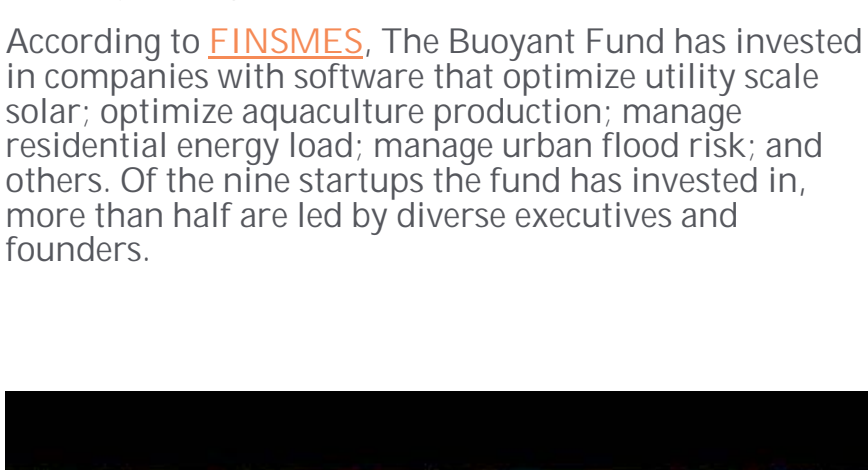 According to FINSMES, The Buoyant Fund has invested
in companies with software that optimize utility scale
solar; optimize aquaculture production; manage
residential energy load; manage urban flood risk; and
others. Of the nine startups the fund has invested in,
more than half are led by diverse executives and
founders.